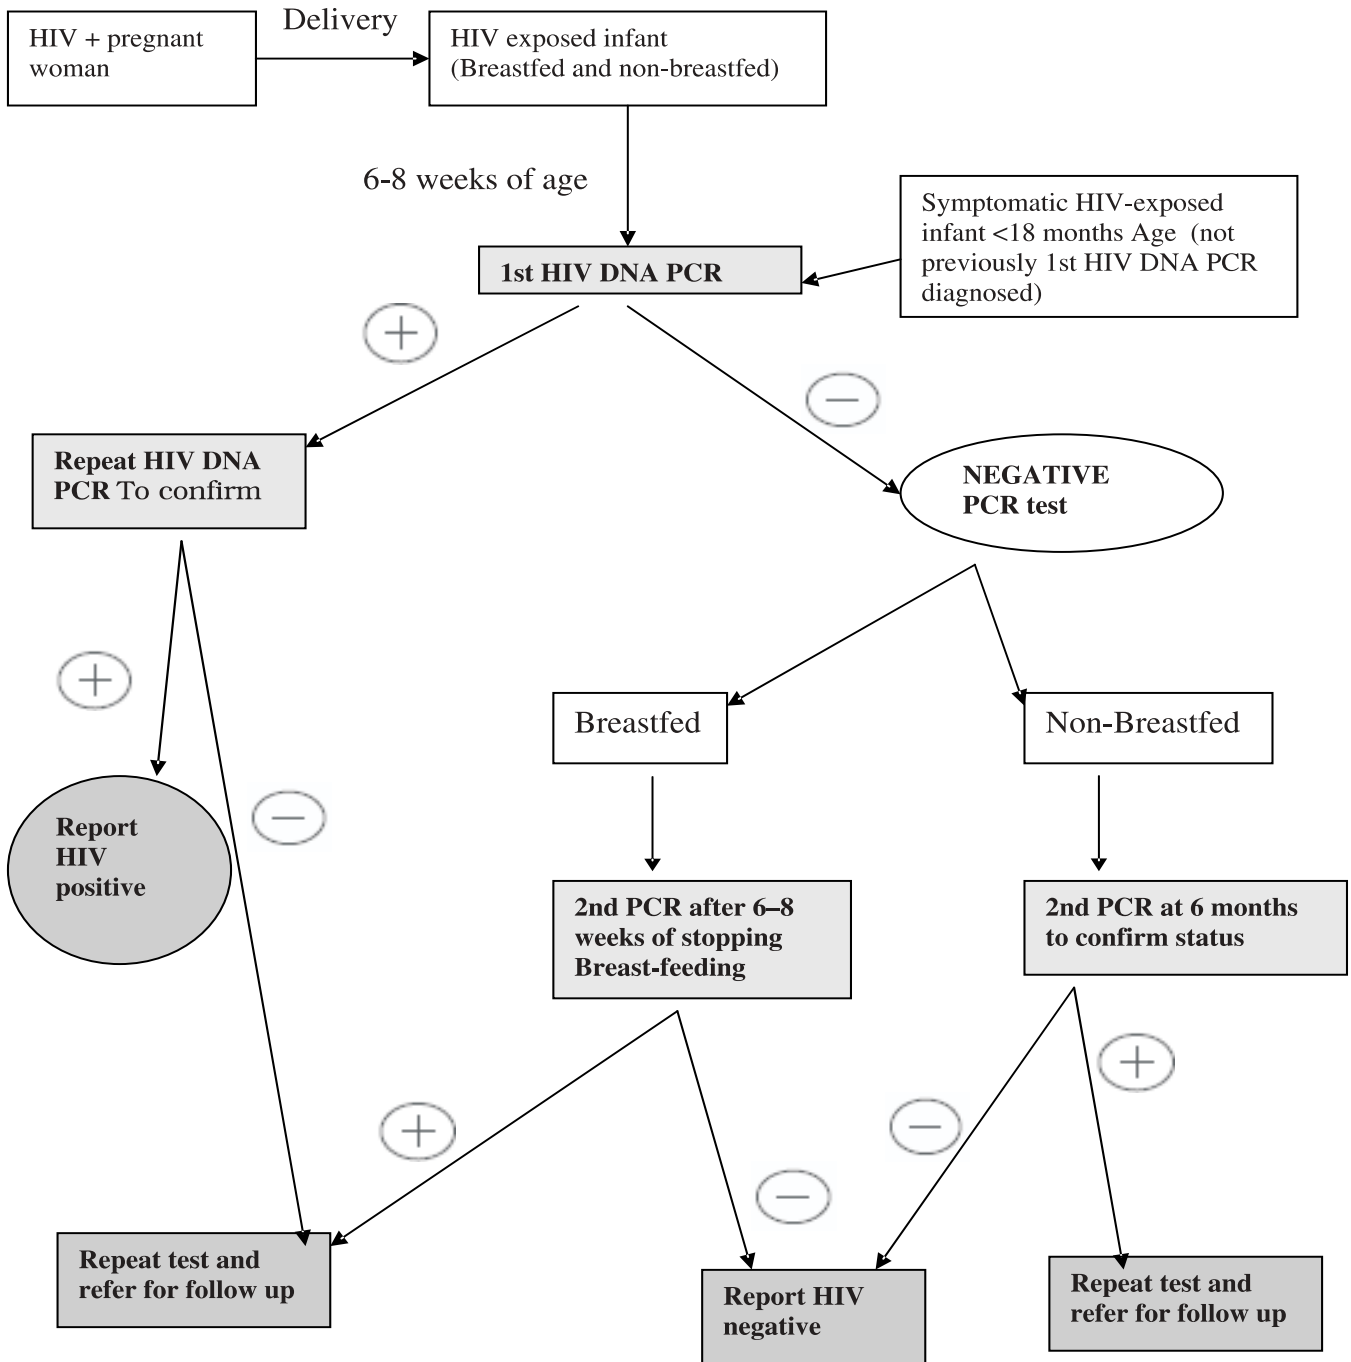 Delivery
HIV + pregnant
woman
HIV exposed infant
(Breastfed and non-breastfed)
6-8 weeks of age
Symptomatic HIV-exposed
infant <18 months Age (not
previously 1st HIV DNA PCR
diagnosed)
1st HIV DNA PCR
+
−
Repeat HIV DNA
PCR To confirm
NEGATIVE
PCR test
+
Breastfed
Non-Breastfed
−
Report
HIV
positive
2nd PCR after 6–8
weeks of stopping
Breast-feeding
2nd PCR at 6 months
to confirm status
+
+
−
−
Repeat test and
refer for follow up
Report HIV
negative
Repeat test and
refer for follow up